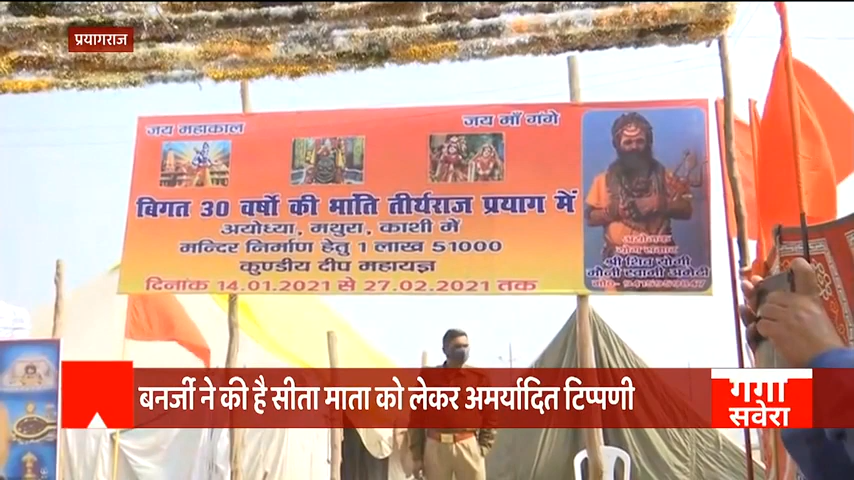 प्रयागराज
जय महाकाल
जय माँ गंगे
विगत 30 वर्षो की भांति तीर्थराज प्रयाग में
अयोध्या, मथुरा, काशी में
मन्दिर निर्माण हेतु 1 लाख 51000
कुण्डीय दीप महायज्ञ
दिनांक 14.01.2021 से 27.02.2021 तक
श्री शिव योगी
मौनी स्वामी
बनर्जी ने की है सीता माता को लेकर अमर्यादित टिप्पणी
गंगा
सवेरा